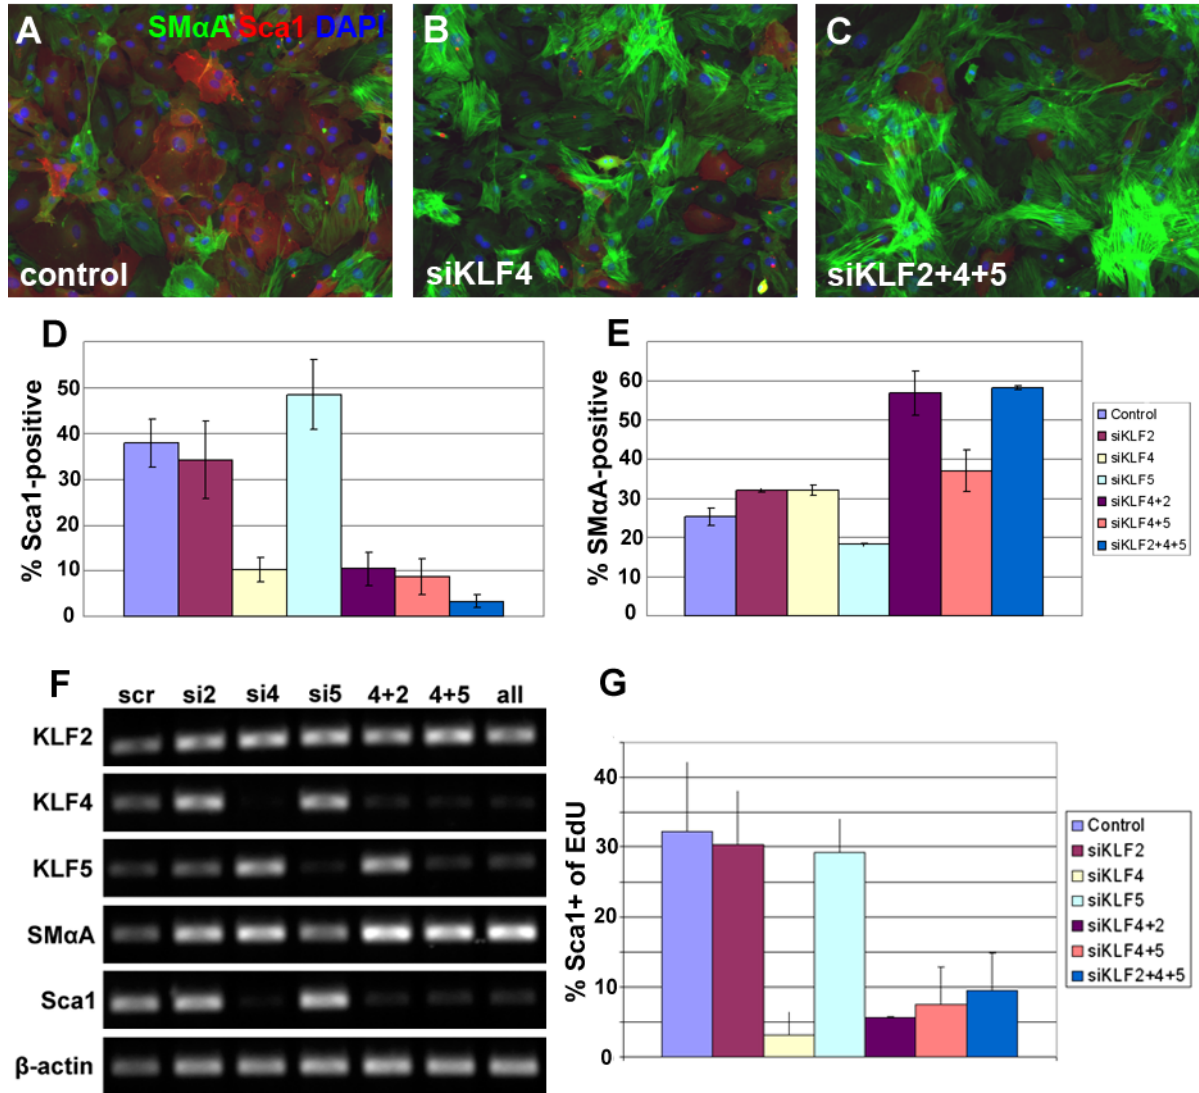 A SMαA Sca1 DAPI
control
B
siKLF4
C
siKLF2+4+5
D
% Sca1-positive
50
40
30
20
10
0
E
% SMαA-positive
60
50
40
30
20
10
0
Control
siKLF2
siKLF4
siKLF5
siKLF4+2
siKLF4+5
siKLF2+4+5
F
scr si2 si4 si5 4+2 4+5 all
KLF2
KLF4
KLF5
SMαA
Sca1
β-actin
G
% Sca1+ of EdU
40
30
20
10
0
Control
siKLF2
siKLF4
siKLF5
siKLF4+2
siKLF4+5
siKLF2+4+5